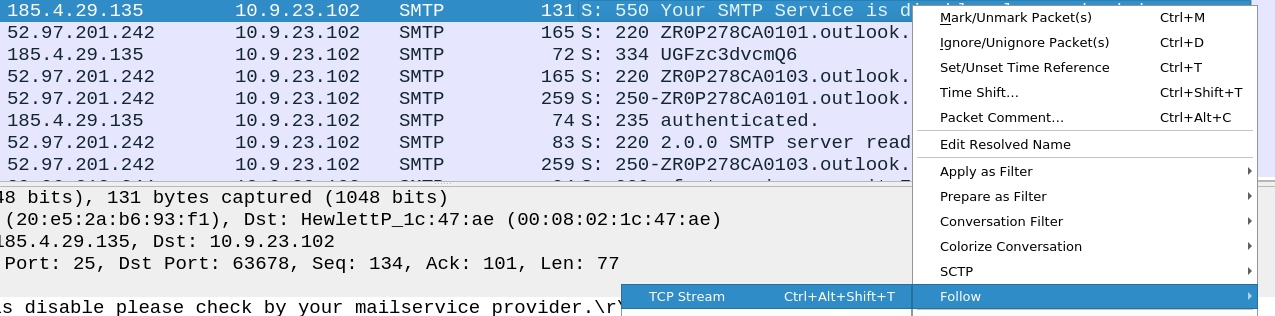 185.4.29.135 10.9.23.102 SMTP 131 S: 550 Your SMTP Service is
52.97.201.242 10.9.23.102 SMTP 165 S: 220 ZR0P278CA0101.outlook.
185.4.29.135 10.9.23.102 SMTP 72 S: 334 UGFzc3dvcmQ6
52.97.201.242 10.9.23.102 SMTP 165 S: 220 ZR0P278CA0103.outlook.
52.97.201.242 10.9.23.102 SMTP 259 S: 250-ZR0P278CA0101.outlook.
185.4.29.135 10.9.23.102 SMTP 74 S: 235 authenticated.
52.97.201.242 10.9.23.102 SMTP 83 S: 220 2.0.0 SMTP server read
52.97.201.242 10.9.23.102 SMTP 259 S: 250-ZR0P278CA0103.outlook.
48 bits), 131 bytes captured (1048 bits)
(20:e5:2a:b6:93:f1), Dst: HewlettP_1c:47:ae (00:08:02:1c:47:ae)
185.4.29.135, Dst: 10.9.23.102
Port: 25, Dst Port: 63678, Seq: 134, Ack: 101, Len: 77
is disable please check by your mailservice provider.\r
Mark/Unmark Packet(s) Ctrl+M
Ignore/Unignore Packet(s) Ctrl+D
Set/Unset Time Reference Ctrl+T
Time Shift… Ctrl+Shift+T
Packet Comment… Ctrl+Alt+C
Edit Resolved Name
Apply as Filter
Prepare as Filter
Conversation Filter
Colorize Conversation
SCTP
Follow
TCP Stream Ctrl+Alt+Shift+T